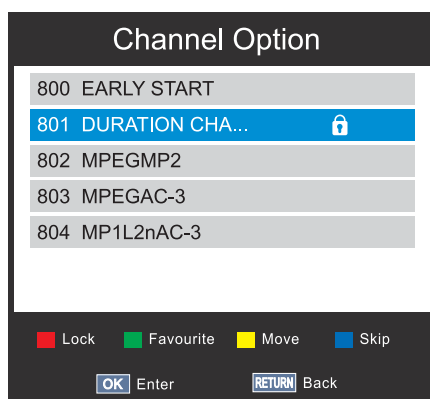 Channel Option
800 EARLY START
801 DURATION CHA...
802 MPEGMP2
803 MPEGAC-3
804 MP1L2nAC-3
Lock Favourite Move Skip
OK Enter RETURN Back